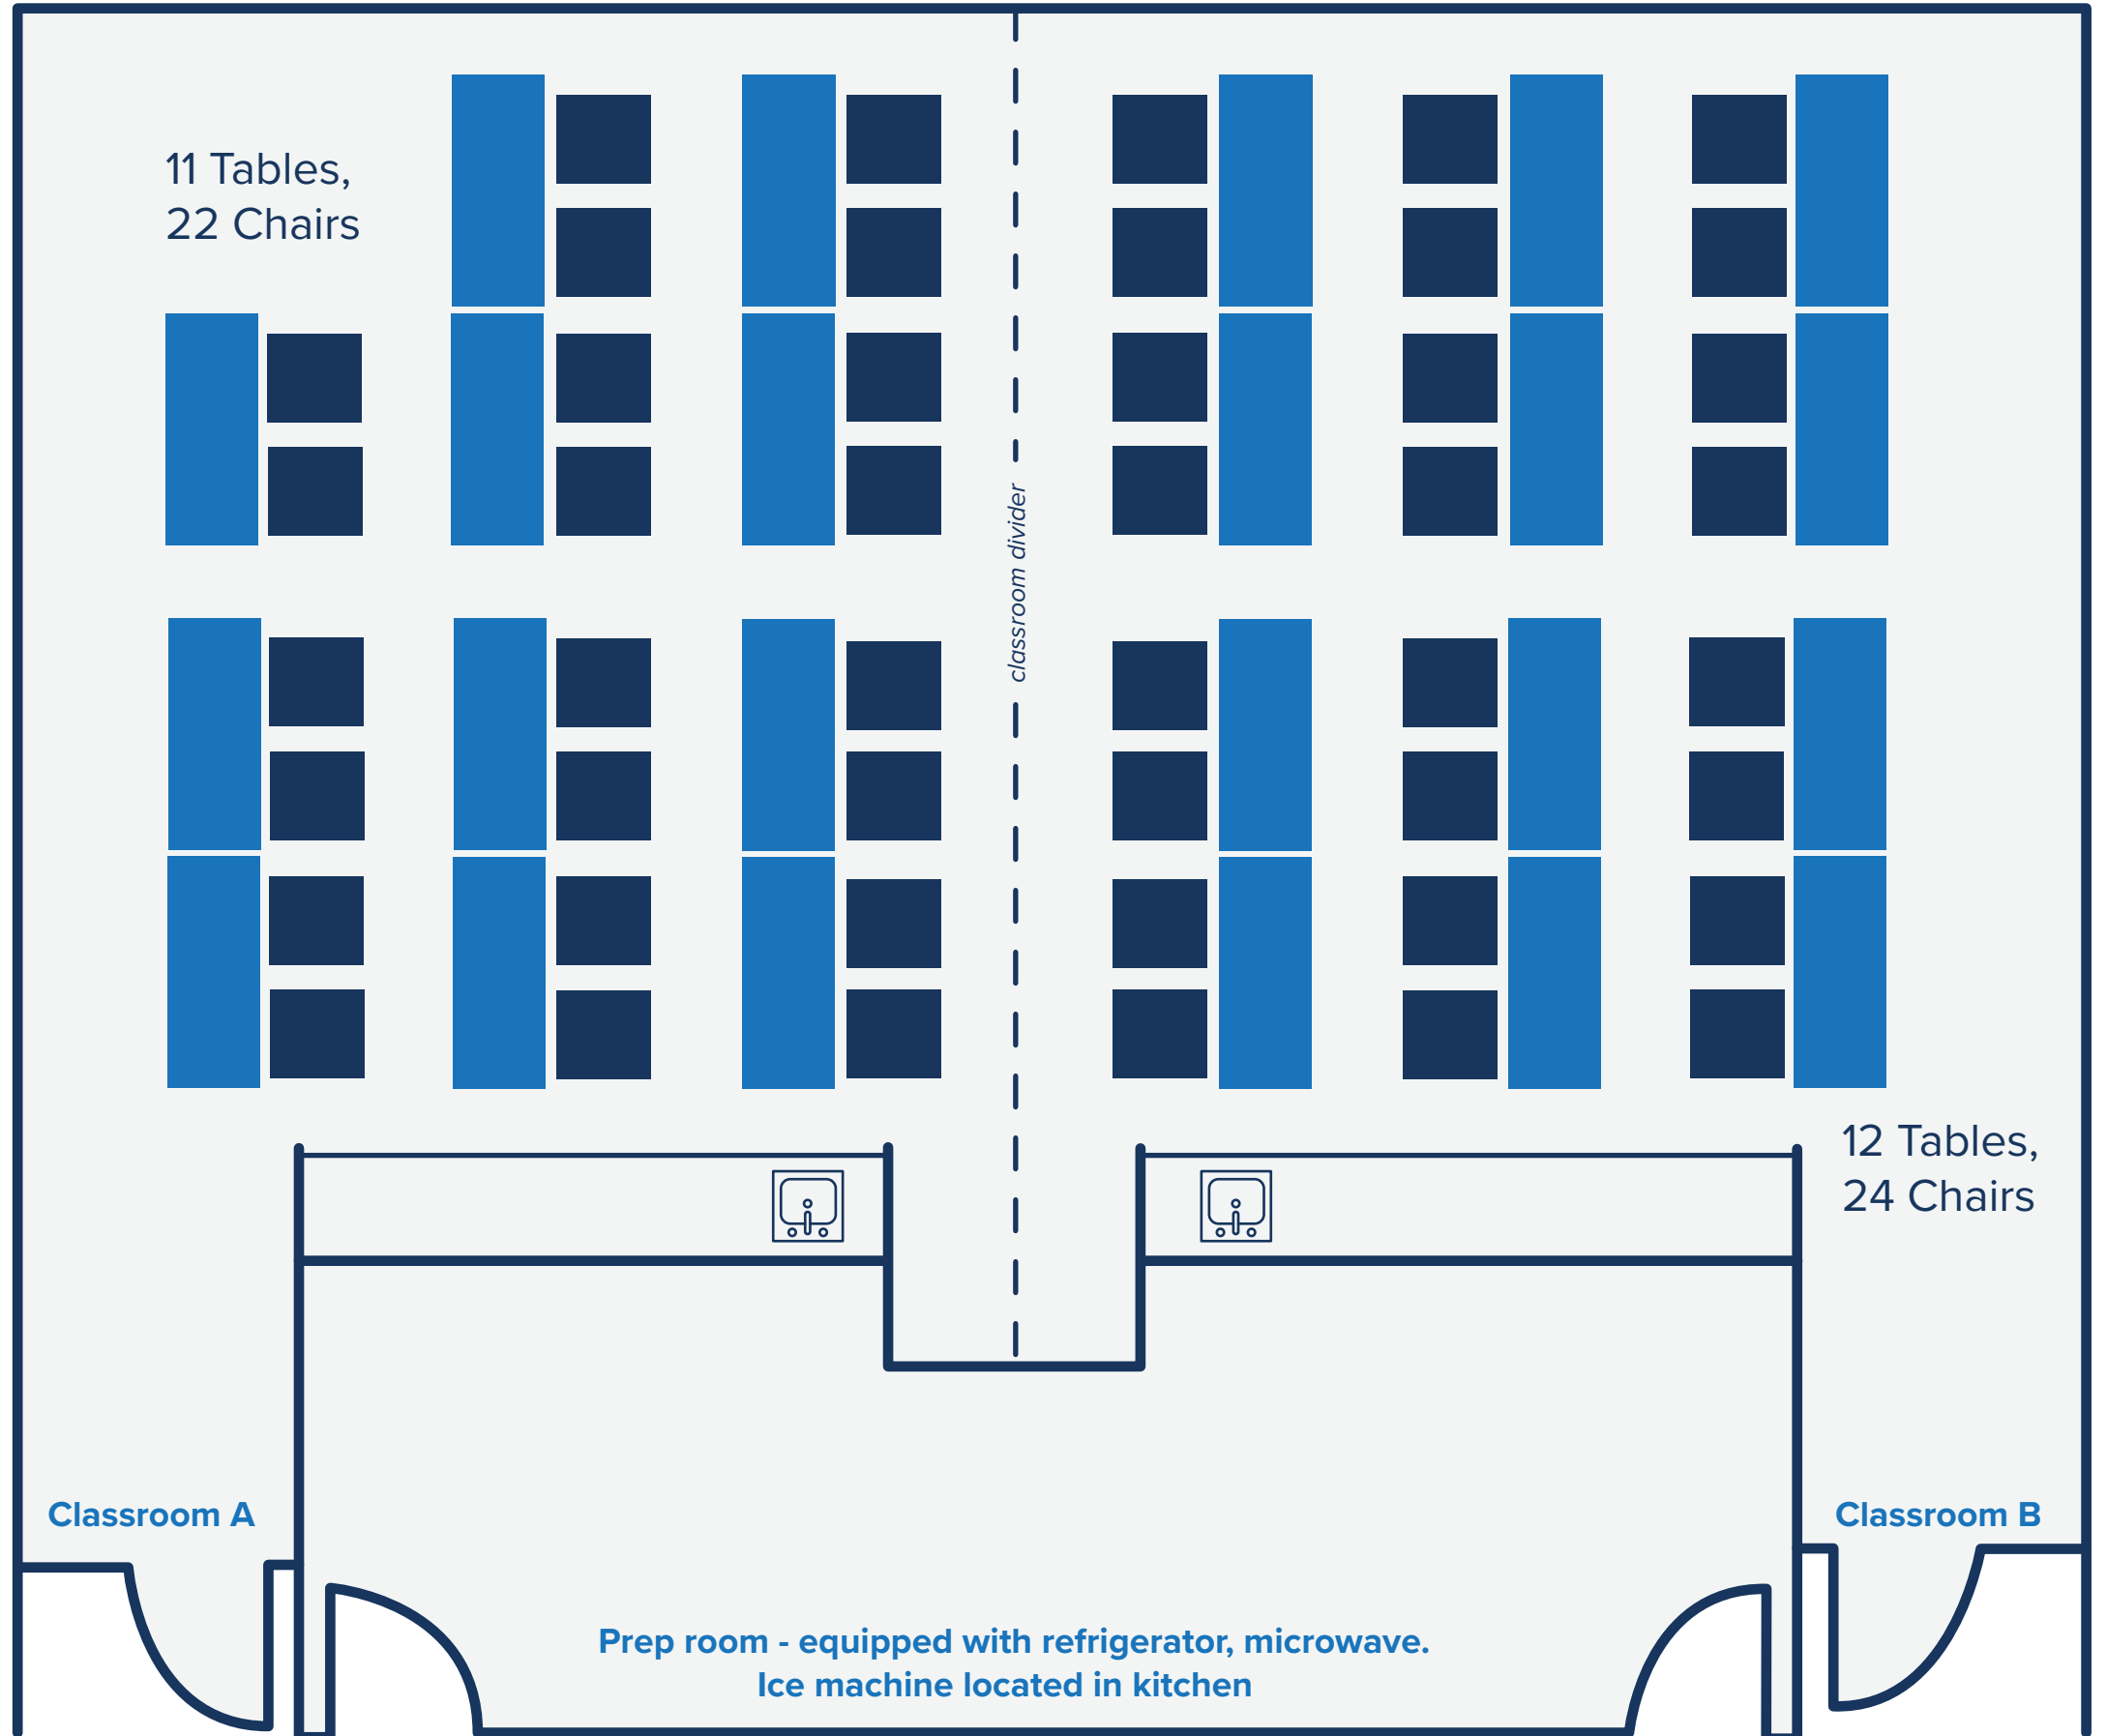 11 Tables,
22 Chairs
classroom divider
12 Tables,
24 Chairs
Classroom A
Classroom B
Prep room - equipped with refrigerator, microwave.
Ice machine located in kitchen